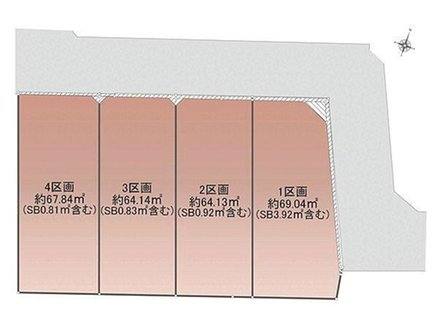 4区画
約67.84㎡
(SB0.81㎡含む)
3区画
約64.14㎡
(SB0.83㎡含む)
2区画
約64.13㎡
(SB0.92㎡含む)
1区画
約69.04㎡
(SB3.92㎡含む)